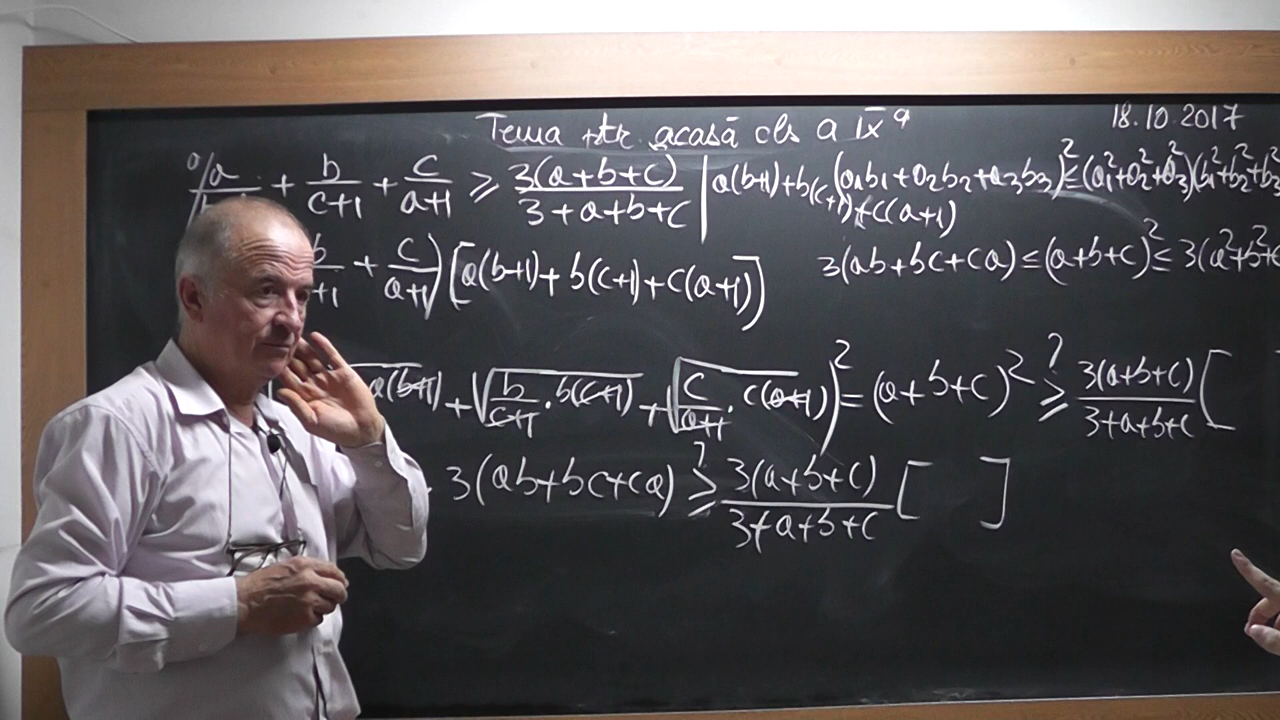 Tema ptr. acasă cls a IX a
18.10.2017
a) a/b+1 + b/c+1 + c/a+1 ≥ 3(a+b+c)/3+a+b+c | a(b+1)+b(c+1)+c(a+1)
(a1b1+a2b2+a3b3)² ≤ (a1²+a2²+a3²)(b1²+b2²+b3²
b/c+1 + c/a+1)[a(b+1)+b(c+1)+c(a+1)]
3(ab+bc+ca) ≤ (a+b+c)² ≤ 3(a²+b²+c
a(b+1) + √(b/c+1 · b(c+1)) + √(c/a+1 · c(a+1)))² = (a+b+c)² ≥? 3(a+b+c)/3+a+b+c [
3(ab+bc+ca) ≥? 3(a+b+c)/3+a+b+c [ ]